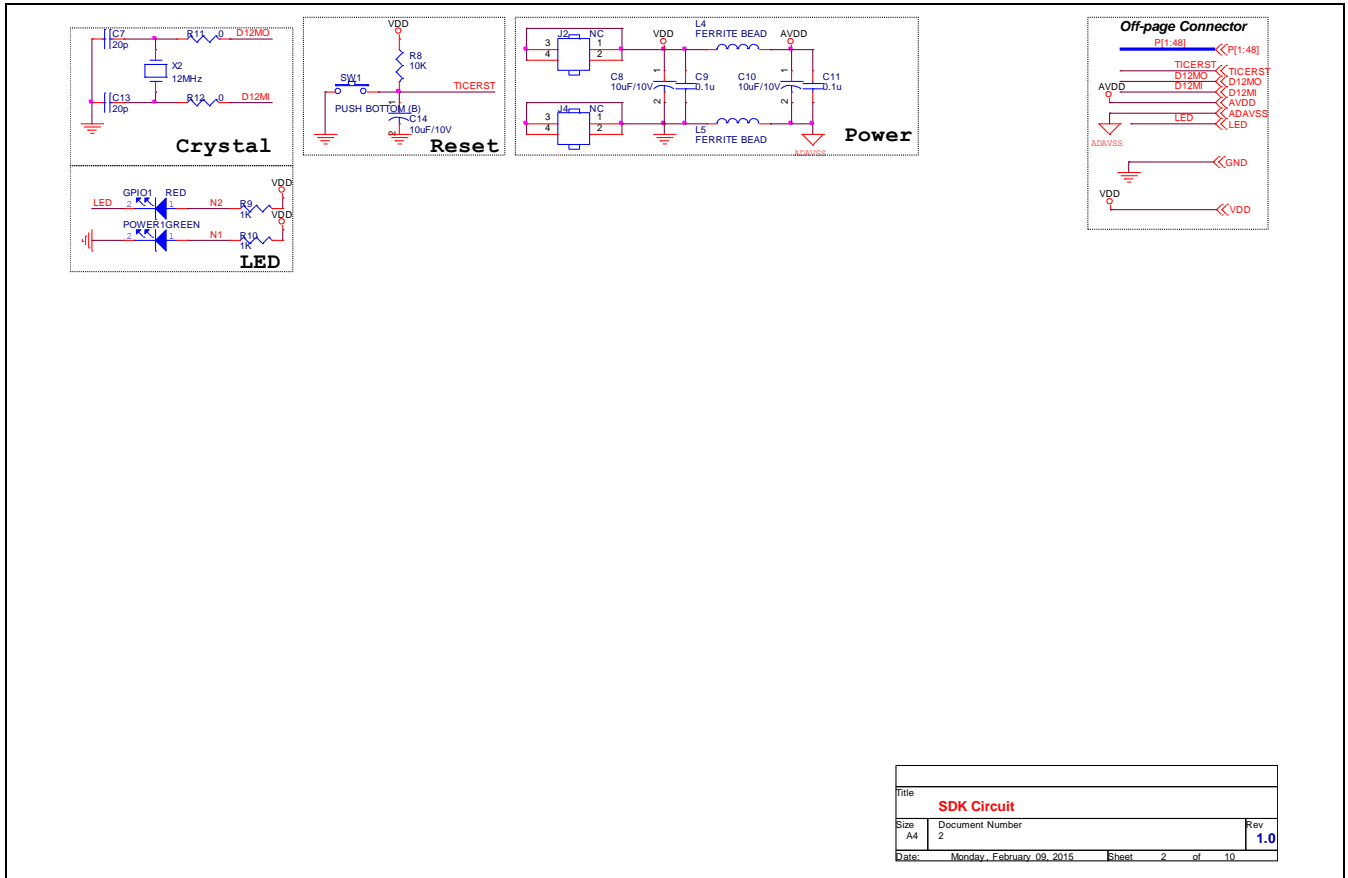 C7
20p
R11
0
D12MO
X2
12MHz
C13
20p
R12
0
D12MI
Crystal
VDD
R8
10K
SW1
TICERST
PUSH BOTTOM (B)
1
C14
10uF/10V
2
Reset
J2
NC
3
1
4
2
VDD
L4
FERRITE BEAD
AVDD
C8
10uF/10V
1
2
C9
0.1u
C10
10uF/10V
1
2
C11
0.1u
J4
NC
3
1
4
2
L5
FERRITE BEAD
ADAVSS
Power
Off-page Connector
P[1:48]
P[1:48]
TICERST
TICERST
D12MO
D12MO
D12MI
D12MI
AVDD
AVDD
ADAVSS
LED
LED
ADAVSS
GND
VDD
VDD
VDD
GPIO1
RED
LED
2
1
N2
R9
1K
VDD
POWER1GREEN
2
1
N1
R10
1K
LED
Title
SDK Circuit
Size
Document Number
Rev
A4
2
1.0
Date:
Monday, February 09, 2015
Sheet
2
of
10